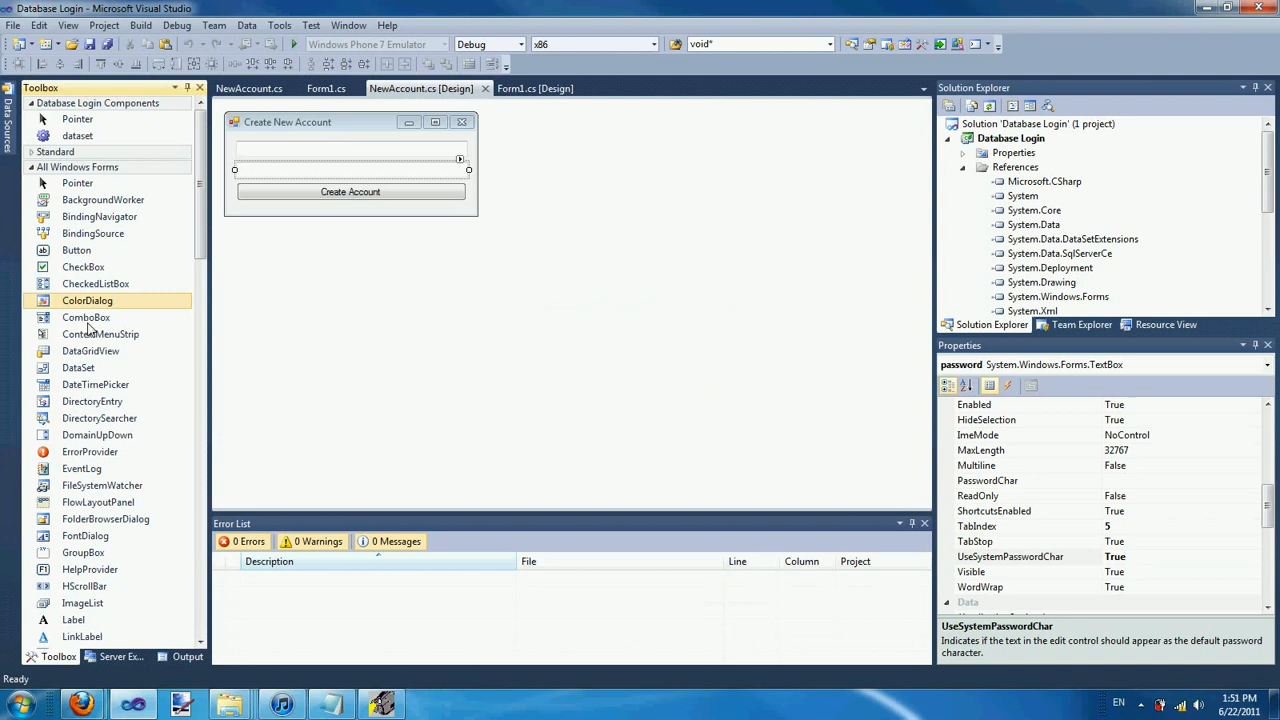 Database Login - Microsoft Visual Studio
File Edit View Project Build Debug Team Data Tools Test Window Help
Windows Phone 7 Emulator Debug x86 void*
Data Sources
Toolbox
Database Login Components
Pointer
dataset
Standard
All Windows Forms
Pointer
BackgroundWorker
BindingNavigator
BindingSource
Button
CheckBox
CheckedListBox
ColorDialog
ComboBox
ContextMenuStrip
DataGridView
DataSet
DateTimePicker
DirectoryEntry
DirectorySearcher
DomainUpDown
ErrorProvider
EventLog
FileSystemWatcher
FlowLayoutPanel
FolderBrowserDialog
FontDialog
GroupBox
HelpProvider
HScrollBar
ImageList
Label
LinkLabel
Toolbox Server Ex... Output
NewAccount.cs Form1.cs NewAccount.cs [Design] Form1.cs [Design]
Create New Account
Create Account
Error List
0 Errors 0 Warnings 0 Messages
Description File Line Column Project
Solution Explorer
Solution 'Database Login' (1 project)
Database Login
Properties
References
Microsoft.CSharp
System
System.Core
System.Data
System.Data.DataSetExtensions
System.Data.SqlServerCe
System.Deployment
System.Drawing
System.Windows.Forms
System.Xml
Solution Explorer Team Explorer Resource View
Properties
password System.Windows.Forms.TextBox
Enabled True
HideSelection True
ImeMode NoControl
MaxLength 32767
Multiline False
PasswordChar
ReadOnly False
ShortcutsEnabled True
TabIndex 5
TabStop True
UseSystemPasswordChar True
Visible True
WordWrap True
Data
UseSystemPasswordChar
Indicates if the text in the edit control should appear as the default password
character.
Ready
EN
1:51 PM
6/22/2011